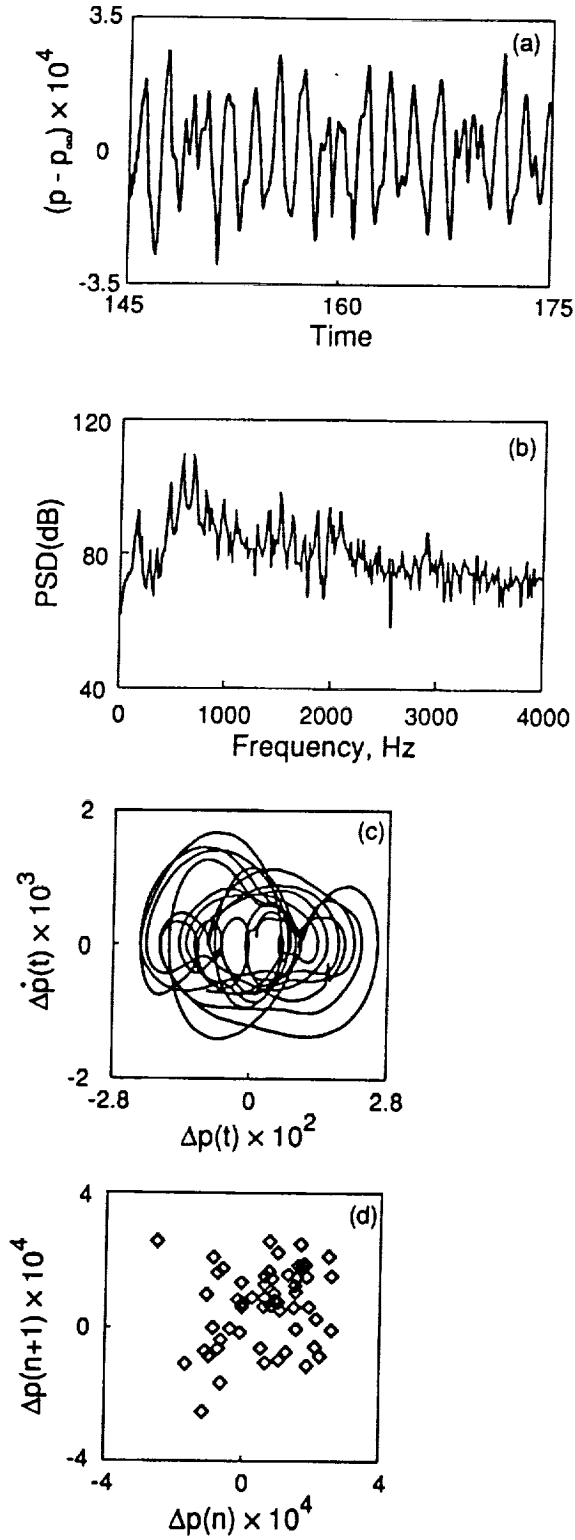 3.5
(a)
(p - p∞) × 10⁴
0
-3.5
145 160 175
Time
120
(b)
PSD(dB)
80
40
0 1000 2000 3000 4000
Frequency, Hz
2
(c)
Δṗ(t) × 10³
0
-2
-2.8 0 2.8
Δp(t) × 10²
4
(d)
Δp(n+1) × 10⁴
0
-4
-4 0 4
Δp(n) × 10⁴